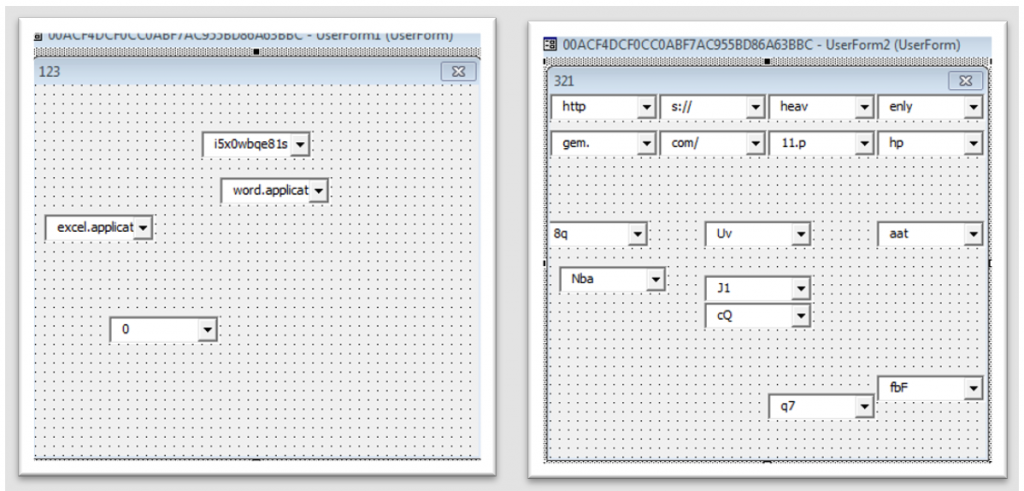 00ACF4DCF0CC0ABF7AC955BD86A63BBC - UserForm1 (UserForm)
123
i5x0wbqe81s
word.applicat
excel.applicat
0
00ACF4DCF0CC0ABF7AC955BD86A63BBC - UserForm2 (UserForm)
321
http s:// heav enly
gem. com/ 11.p hp
8q Uv aat
Nba
J1
cQ
fbF
q7